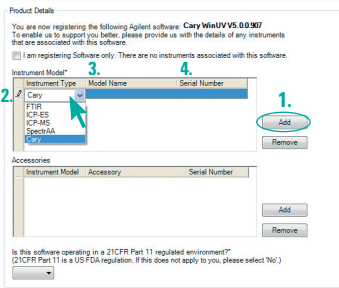 Product Details
You are now registering the following Agilent software: Cary WinUV V5.0.0.907
To enable us to support you better, please provide us with the details of any instruments
that are associated with this software.
I am registering Software only. There are no instruments associated with this software.
Instrument Model*
3.
4.
Instrument Type Model Name Serial Number
2.
Cary
1.
FTIR
ICP-ES
ICP-MS
SpectrAA
Cary
Add
Remove
Accessories
Instrument Model Accessory Serial Number
Add
Remove
Is this software operating in a 21CFR Part 11 regulated environment?*
(21CFR Part 11 is a US FDA regulation. If this does not apply to you, please select 'No'.)